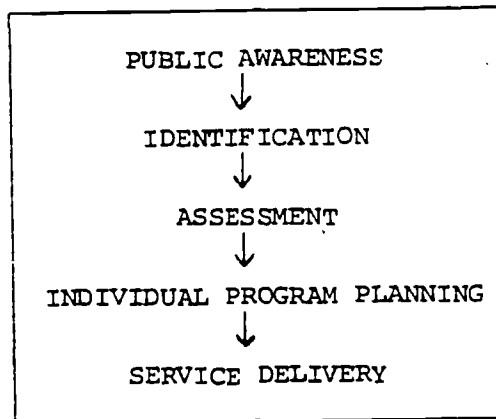 PUBLIC AWARENESS
IDENTIFICATION
ASSESSMENT
INDIVIDUAL PROGRAM PLANNING
SERVICE DELIVERY